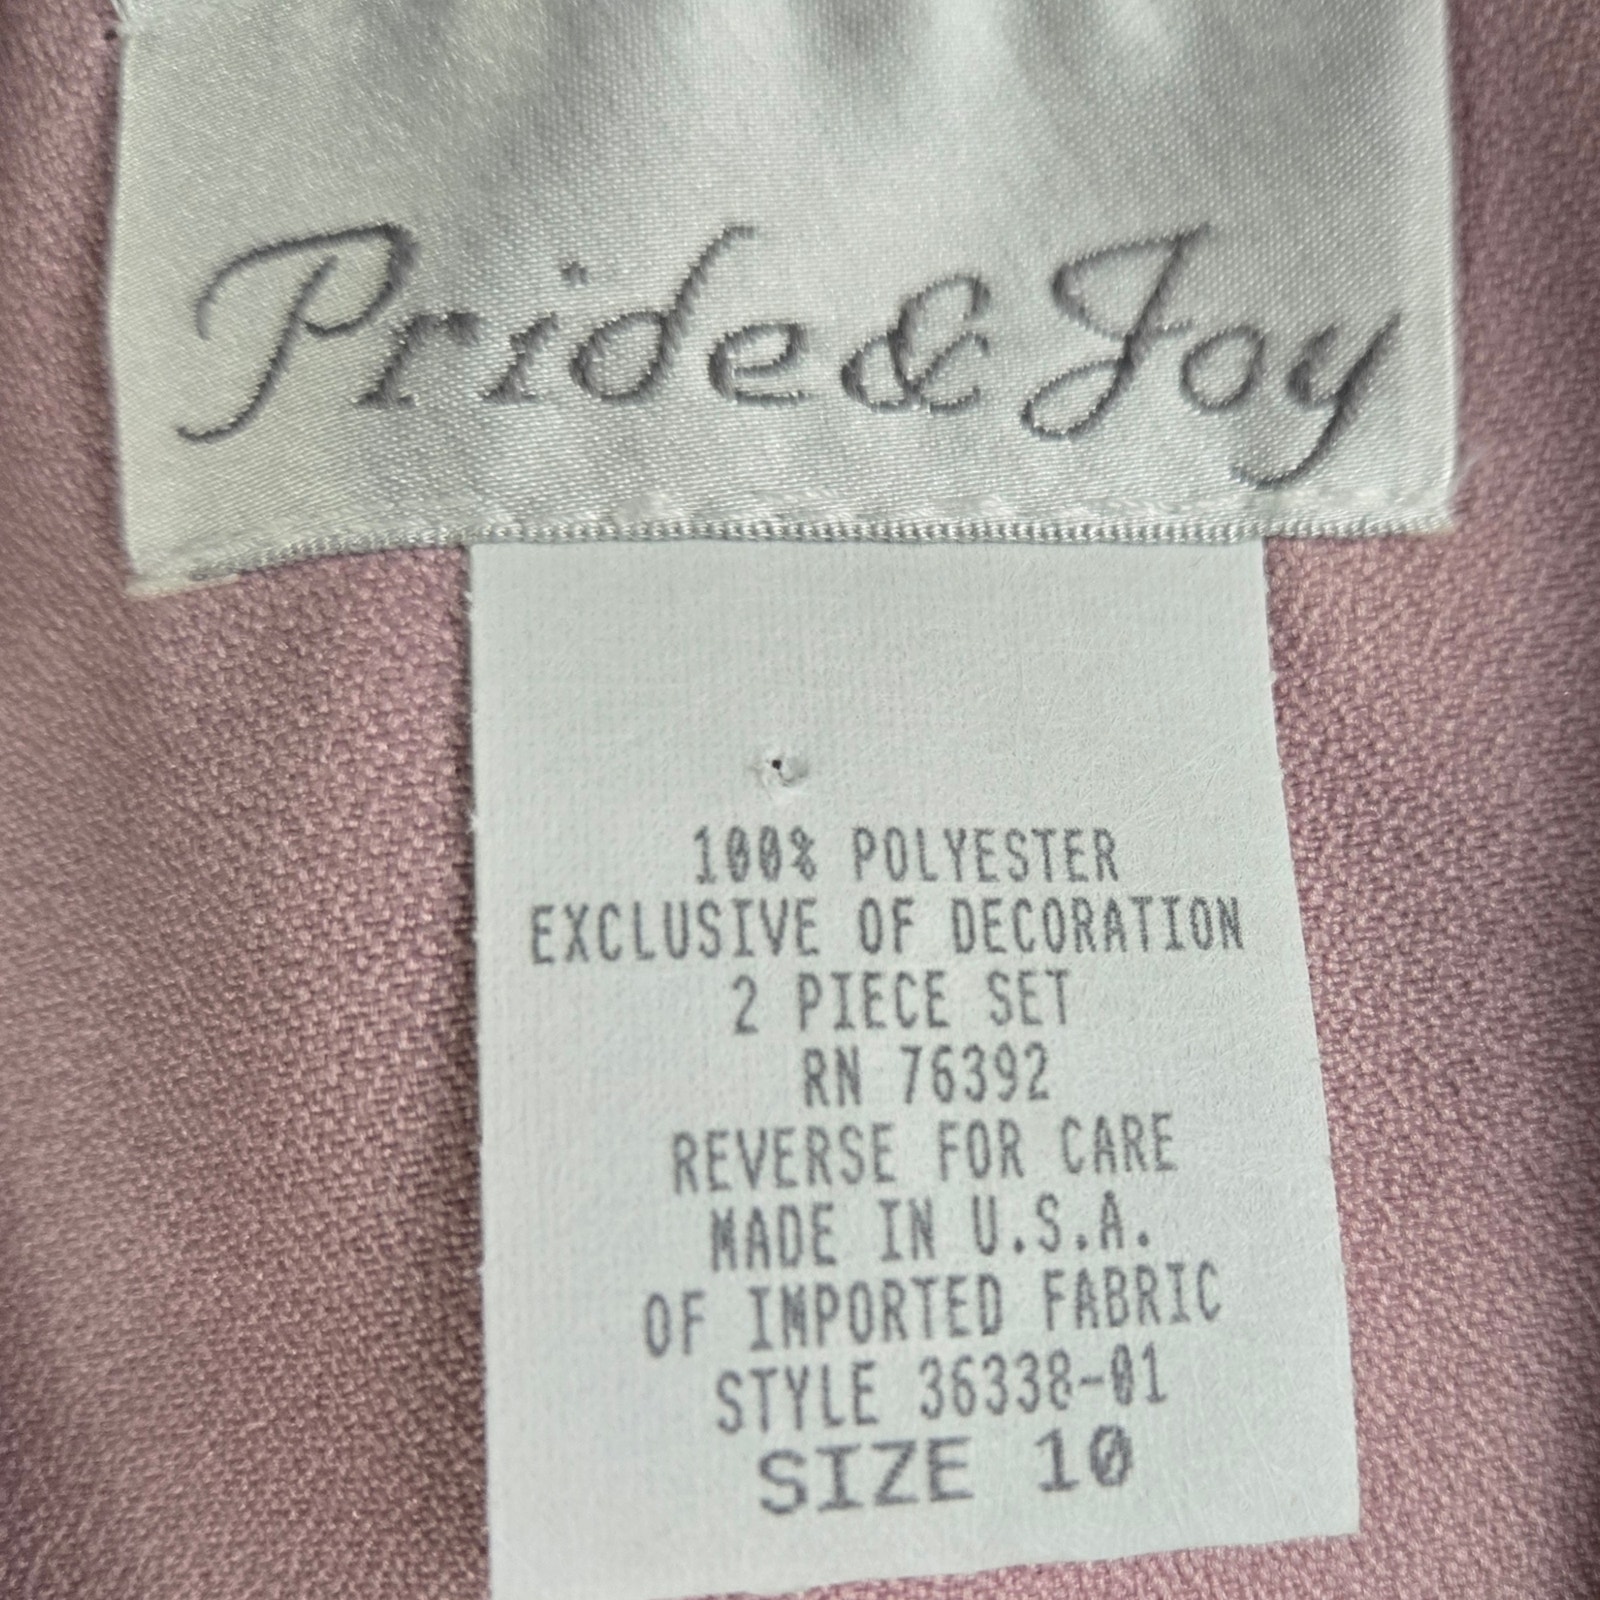 Pride & Joy
100% POLYESTER
EXCLUSIVE OF DECORATION
2 PIECE SET
RN 76392
REVERSE FOR CARE
MADE IN U.S.A.
OF IMPORTED FABRIC
STYLE 36338-01
SIZE 10